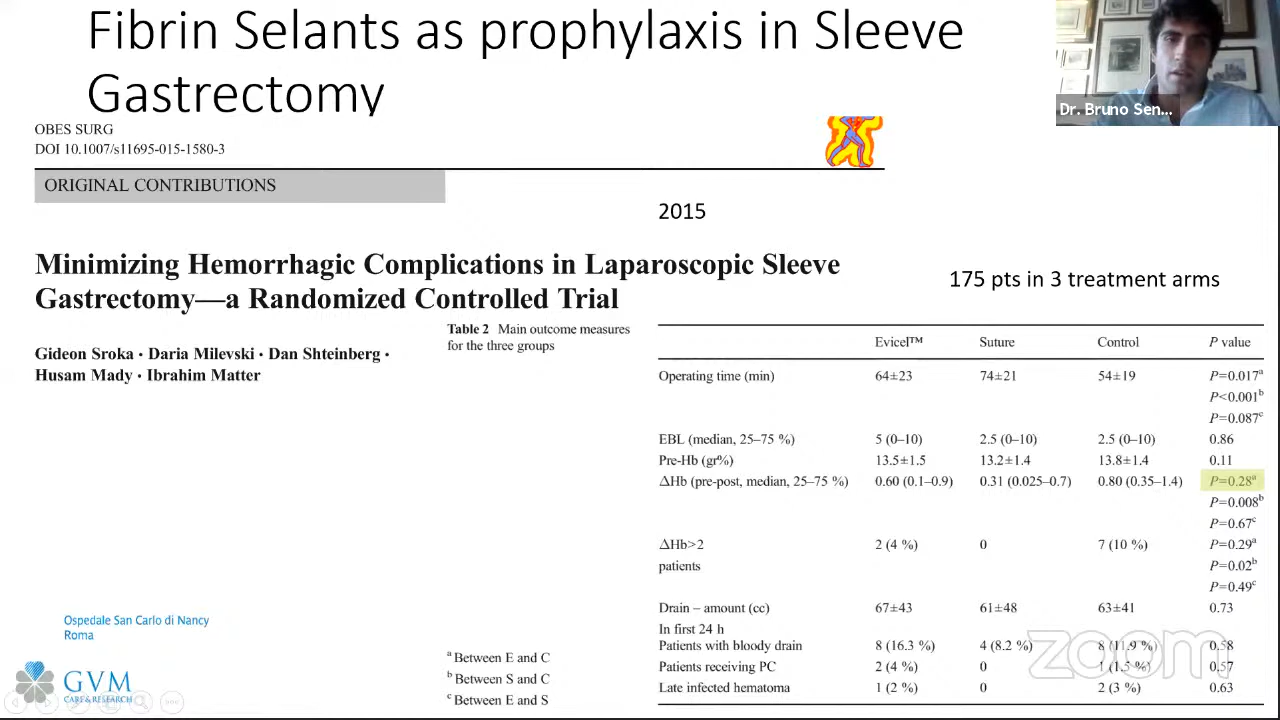 Fibrin Selants as prophylaxis in Sleeve
Gastrectomy
Dr. Bruno Sen...
OBES SURG
DOI 10.1007/s11695-015-1580-3
ORIGINAL CONTRIBUTIONS
2015
Minimizing Hemorrhagic Complications in Laparoscopic Sleeve
Gastrectomy—a Randomized Controlled Trial
175 pts in 3 treatment arms
Gideon Sroka · Daria Milevski · Dan Shteinberg ·
Husam Mady · Ibrahim Matter
Table 2 Main outcome measures
for the three groups
Evicel™ Suture Control P value
Operating time (min) 64±23 74±21 54±19 P=0.017ᵃ
P<0.001ᵇ
P=0.087ᶜ
EBL (median, 25–75 %) 5 (0–10) 2.5 (0–10) 2.5 (0–10) 0.86
Pre-Hb (gr%) 13.5±1.5 13.2±1.4 13.8±1.4 0.11
ΔHb (pre-post, median, 25–75 %) 0.60 (0.1–0.9) 0.31 (0.025–0.7) 0.80 (0.35–1.4) P=0.28ᵃ
P=0.008ᵇ
P=0.67ᶜ
ΔHb>2 2 (4 %) 0 7 (10 %) P=0.29ᵃ
patients P=0.02ᵇ
P=0.49ᶜ
Drain – amount (cc) 67±43 61±48 63±41 0.73
In first 24 h
Patients with bloody drain 8 (16.3 %) 4 (8.2 %) 8 (11.9 %) 0.58
Patients receiving PC 2 (4 %) 0 1 (1.5 %) 0.57
Late infected hematoma 1 (2 %) 0 2 (3 %) 0.63
ᵃ Between E and C
ᵇ Between S and C
ᶜ Between E and S
Ospedale San Carlo di Nancy
Roma
GVM
CARE & RESEARCH
zoom